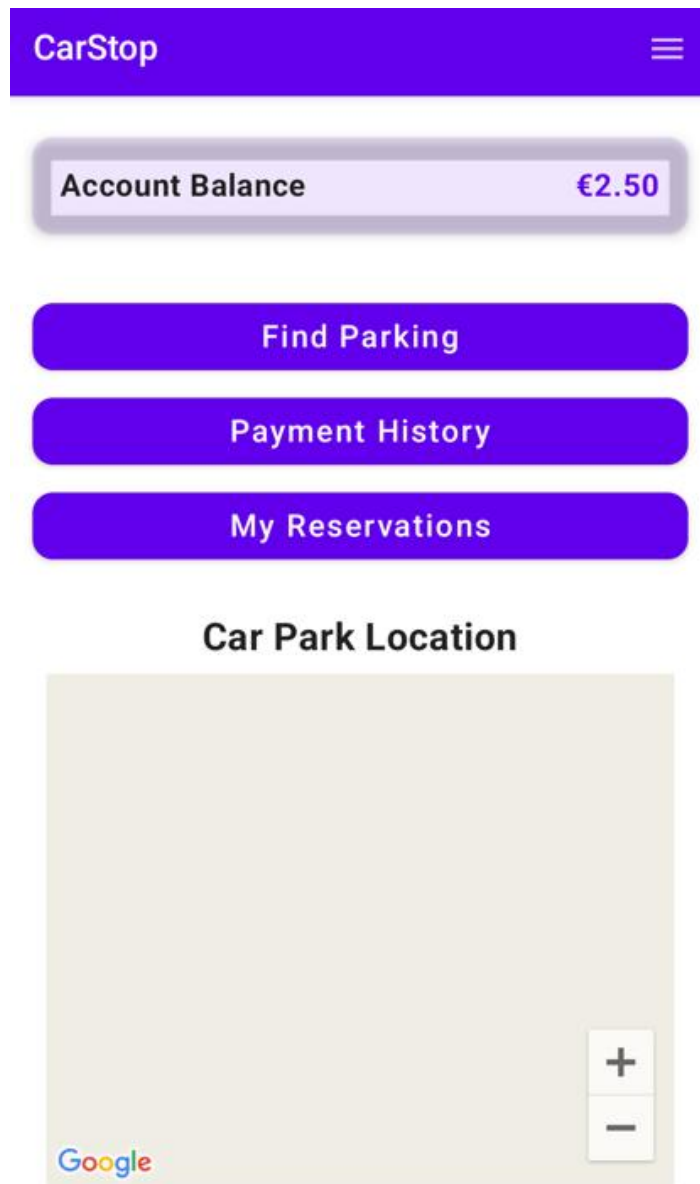 CarStop
Account Balance €2.50
Find Parking
Payment History
My Reservations
Car Park Location
+
−
Google